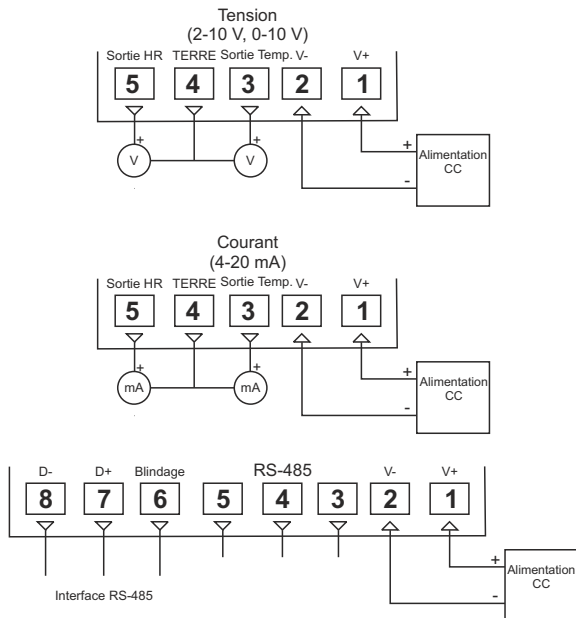 Tension
(2-10 V, 0-10 V)
Sortie HR TERRE Sortie Temp. V- V+
5 4 3 2 1
+ +
V V
+
Alimentation
CC
-
Courant
(4-20 mA)
Sortie HR TERRE Sortie Temp. V- V+
5 4 3 2 1
+ +
mA mA
+
Alimentation
CC
-
RS-485
D- D+ Blindage V- V+
8 7 6 5 4 3 2 1
+
Alimentation
CC
-
Interface RS-485